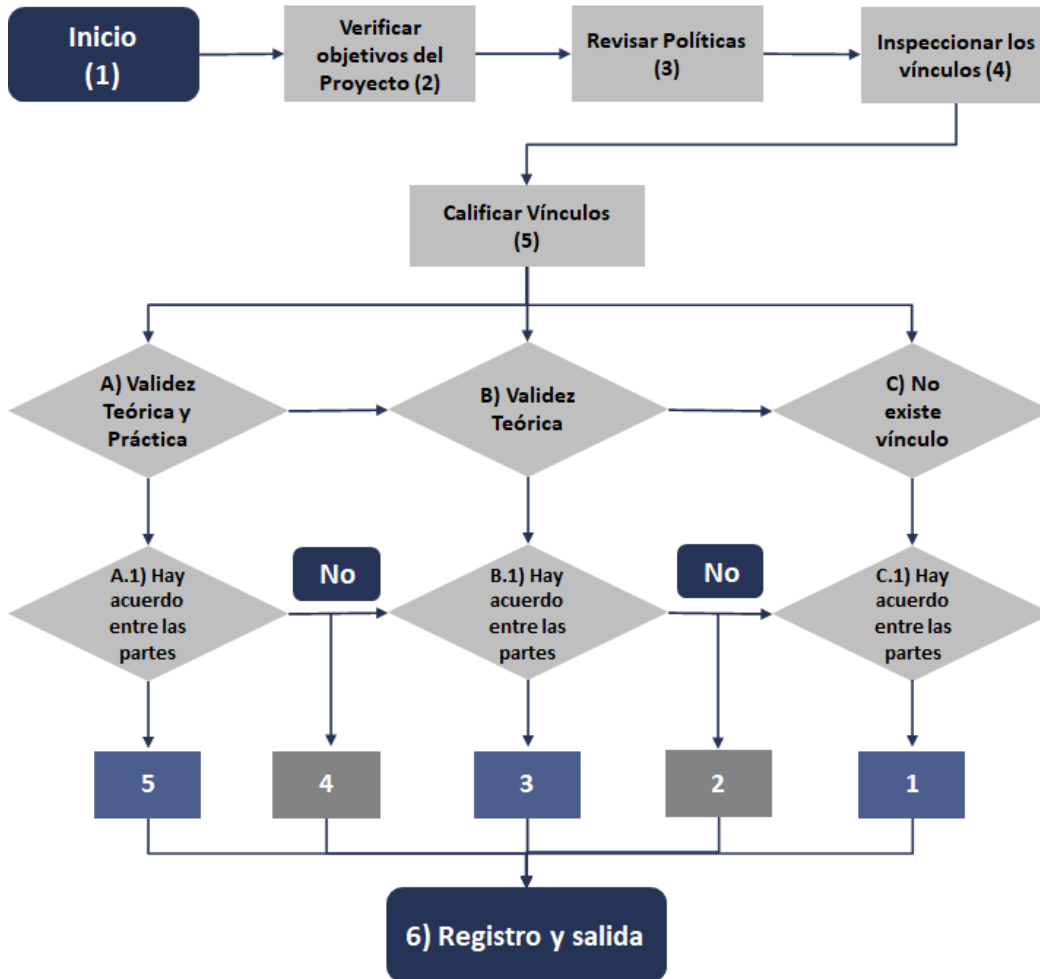 Inicio
(1)
Verificar
objetivos del
Proyecto (2)
Revisar Políticas
(3)
Inspeccionar los
vínculos (4)
Calificar Vínculos
(5)
A) Validez
Teórica y
Práctica
B) Validez
Teórica
C) No
existe
vínculo
A.1) Hay
acuerdo
entre las
partes
No
B.1) Hay
acuerdo
entre las
partes
No
C.1) Hay
acuerdo
entre las
partes
5
4
3
2
1
6) Registro y salida